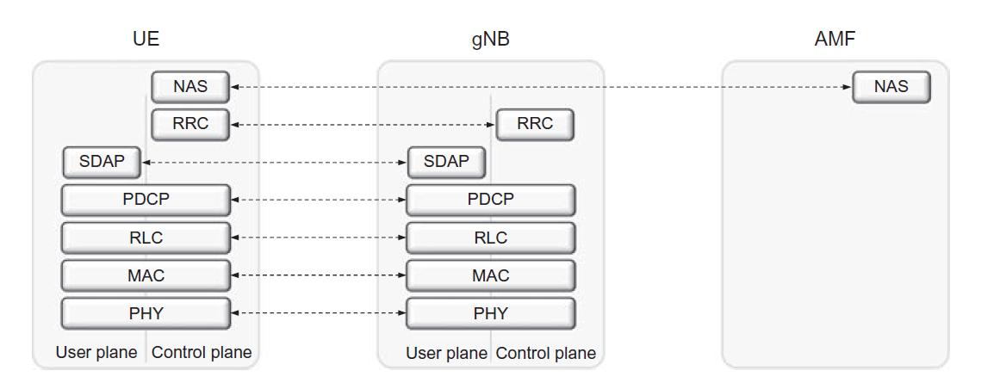 UE gNB AMF
NAS NAS
RRC RRC
SDAP SDAP
PDCP PDCP
RLC RLC
MAC MAC
PHY PHY
User plane Control plane User plane Control plane